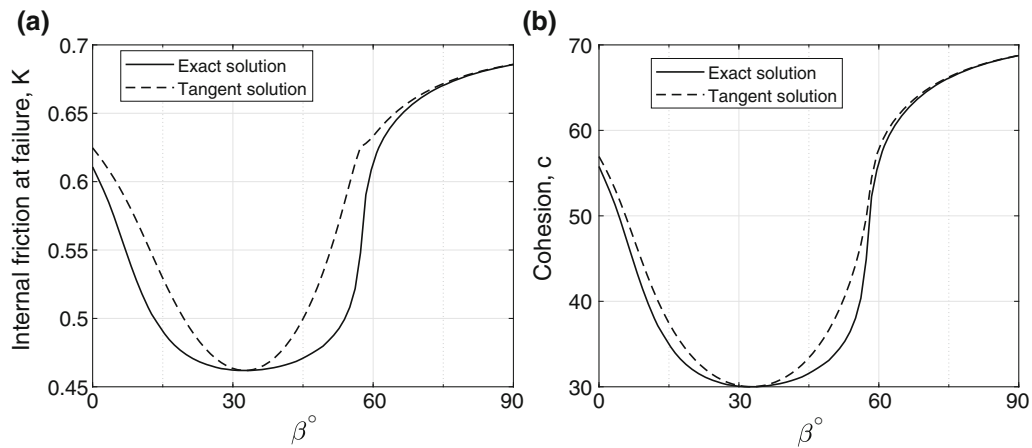 (a)
Internal friction at failure, K
0.7
0.65
0.6
0.55
0.5
0.45
0
30
60
90
β°
Exact solution
Tangent solution
(b)
Cohesion, c
70
60
50
40
30
0
30
60
90
β°
Exact solution
Tangent solution